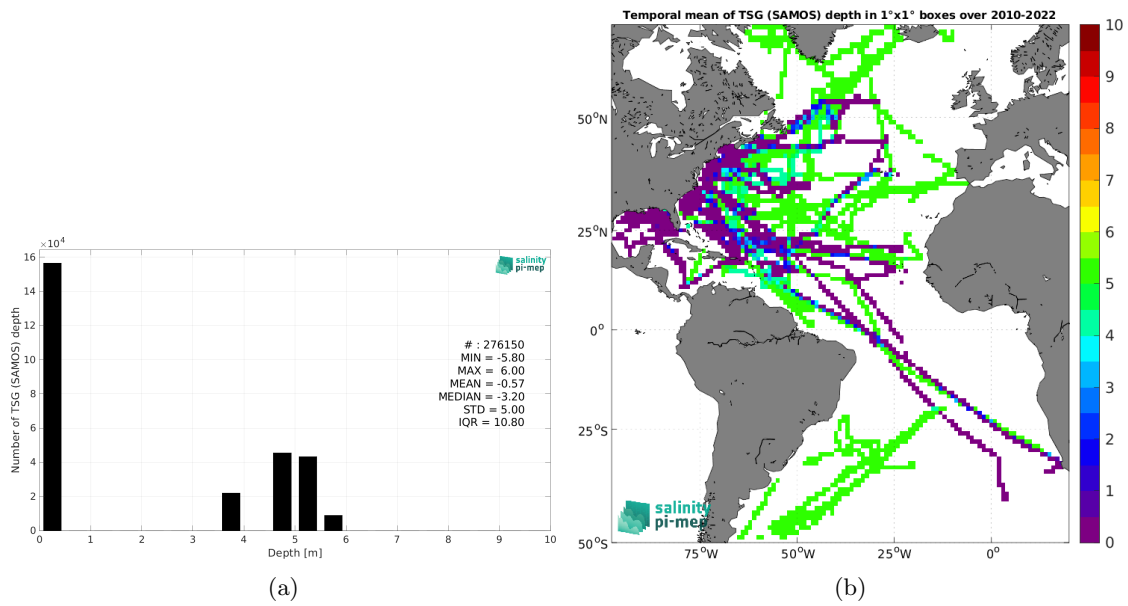 ×10⁴
16
14
12
10
8
6
4
2
0
Number of TSG (SAMOS) depth
salinity
pi-mep
# : 276150
MIN = -5.80
MAX = 6.00
MEAN = -0.57
MEDIAN = -3.20
STD = 5.00
IQR = 10.80
0 1 2 3 4 5 6 7 8 9 10
Depth [m]
(a)
Temporal mean of TSG (SAMOS) depth in 1°x1° boxes over 2010-2022
50°N
25°N
0°
25°S
50°S
75°W 50°W 25°W 0°
salinity
pi-mep
10
9
8
7
6
5
4
3
2
1
0
(b)